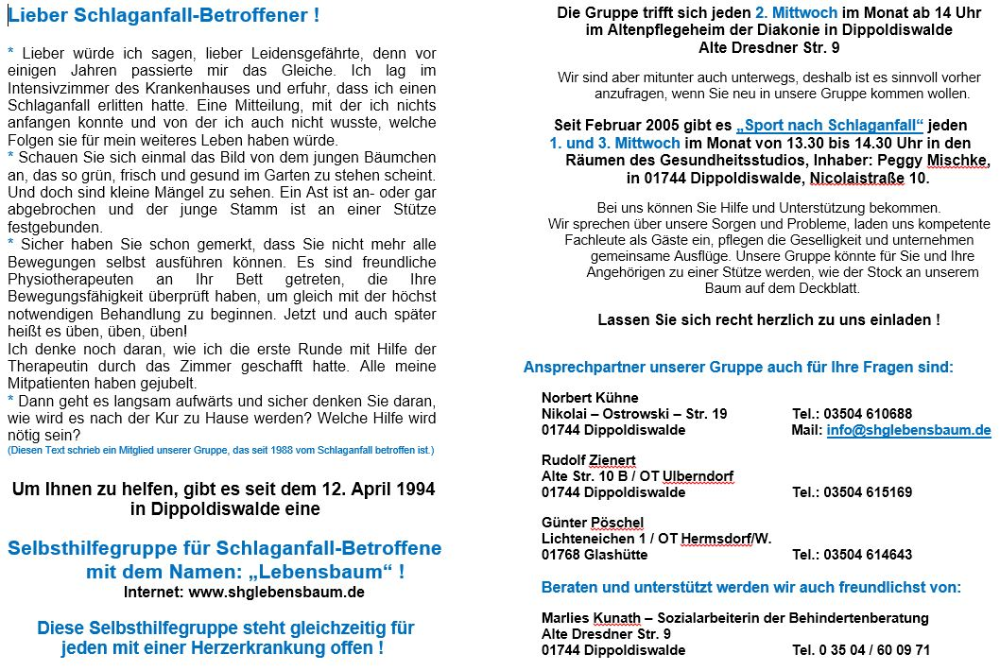 Lieber Schlaganfall-Betroffener !
* Lieber würde ich sagen, lieber Leidensgefährte, denn vor
einigen Jahren passierte mir das Gleiche. Ich lag im
Intensivzimmer des Krankenhauses und erfuhr, dass ich einen
Schlaganfall erlitten hatte. Eine Mitteilung, mit der ich nichts
anfangen konnte und von der ich auch nicht wusste, welche
Folgen sie für mein weiteres Leben haben würde.
* Schauen Sie sich einmal das Bild von dem jungen Bäumchen
an, das so grün, frisch und gesund im Garten zu stehen scheint.
Und doch sind kleine Mängel zu sehen. Ein Ast ist an- oder gar
abgebrochen und der junge Stamm ist an einer Stütze
festgebunden.
* Sicher haben Sie schon gemerkt, dass Sie nicht mehr alle
Bewegungen selbst ausführen können. Es sind freundliche
Physiotherapeuten an Ihr Bett getreten, die Ihre
Bewegungsfähigkeit überprüft haben, um gleich mit der höchst
notwendigen Behandlung zu beginnen. Jetzt und auch später
heißt es üben, üben, üben!
Ich denke noch daran, wie ich die erste Runde mit Hilfe der
Therapeutin durch das Zimmer geschafft hatte. Alle meine
Mitpatienten haben gejubelt.
* Dann geht es langsam aufwärts und sicher denken Sie daran,
wie wird es nach der Kur zu Hause werden? Welche Hilfe wird
nötig sein?
(Diesen Text schrieb ein Mitglied unserer Gruppe, das seit 1988 vom Schlaganfall betroffen ist.)
Um Ihnen zu helfen, gibt es seit dem 12. April 1994
in Dippoldiswalde eine
Selbsthilfegruppe für Schlaganfall-Betroffene
mit dem Namen: „Lebensbaum“ !
Internet: www.shglebensbaum.de
Diese Selbsthilfegruppe steht gleichzeitig für
jeden mit einer Herzerkrankung offen !
Die Gruppe trifft sich jeden 2. Mittwoch im Monat ab 14 Uhr
im Altenpflegeheim der Diakonie in Dippoldiswalde
Alte Dresdner Str. 9
Wir sind aber mitunter auch unterwegs, deshalb ist es sinnvoll vorher
anzufragen, wenn Sie neu in unsere Gruppe kommen wollen.
Seit Februar 2005 gibt es „Sport nach Schlaganfall“ jeden
1. und 3. Mittwoch im Monat von 13.30 bis 14.30 Uhr in den
Räumen des Gesundheitsstudios, Inhaber: Peggy Mischke,
in 01744 Dippoldiswalde, Nicolaistraße 10.
Bei uns können Sie Hilfe und Unterstützung bekommen.
Wir sprechen über unsere Sorgen und Probleme, laden uns kompetente
Fachleute als Gäste ein, pflegen die Geselligkeit und unternehmen
gemeinsame Ausflüge. Unsere Gruppe könnte für Sie und Ihre
Angehörigen zu einer Stütze werden, wie der Stock an unserem
Baum auf dem Deckblatt.
Lassen Sie sich recht herzlich zu uns einladen !
Ansprechpartner unserer Gruppe auch für Ihre Fragen sind:
Norbert Kühne
Nikolai – Ostrowski – Str. 19 Tel.: 03504 610688
01744 Dippoldiswalde Mail: info@shglebensbaum.de
Rudolf Zienert
Alte Str. 10 B / OT Ulberndorf
01744 Dippoldiswalde Tel.: 03504 615169
Günter Pöschel
Lichteneichen 1 / OT Hermsdorf/W.
01768 Glashütte Tel.: 03504 614643
Beraten und unterstützt werden wir auch freundlichst von:
Marlies Kunath – Sozialarbeiterin der Behindertenberatung
Alte Dresdner Str. 9
01744 Dippoldiswalde Tel. 0 35 04 / 60 09 71